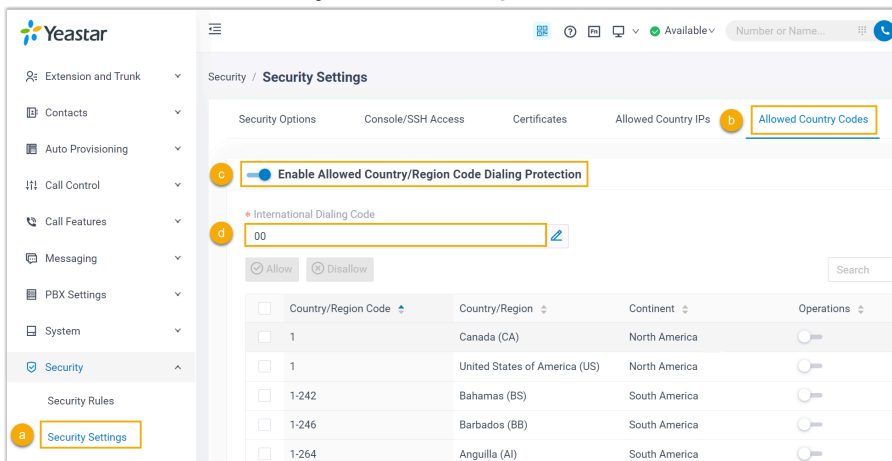 Yeastar
Available
Number or Name...
Fn
Extension and Trunk
Contacts
Auto Provisioning
Call Control
Call Features
Messaging
PBX Settings
System
Security
Security Rules
a
Security Settings
Security / Security Settings
Security Options
Console/SSH Access
Certificates
Allowed Country IPs
b
Allowed Country Codes
c
Enable Allowed Country/Region Code Dialing Protection
* International Dialing Code
d
00
Allow
Disallow
Search
Country/Region Code Country/Region Continent Operations
1 Canada (CA) North America
1 United States of America (US) North America
1-242 Bahamas (BS) South America
1-246 Barbados (BB) South America
1-264 Anguilla (AI) South America